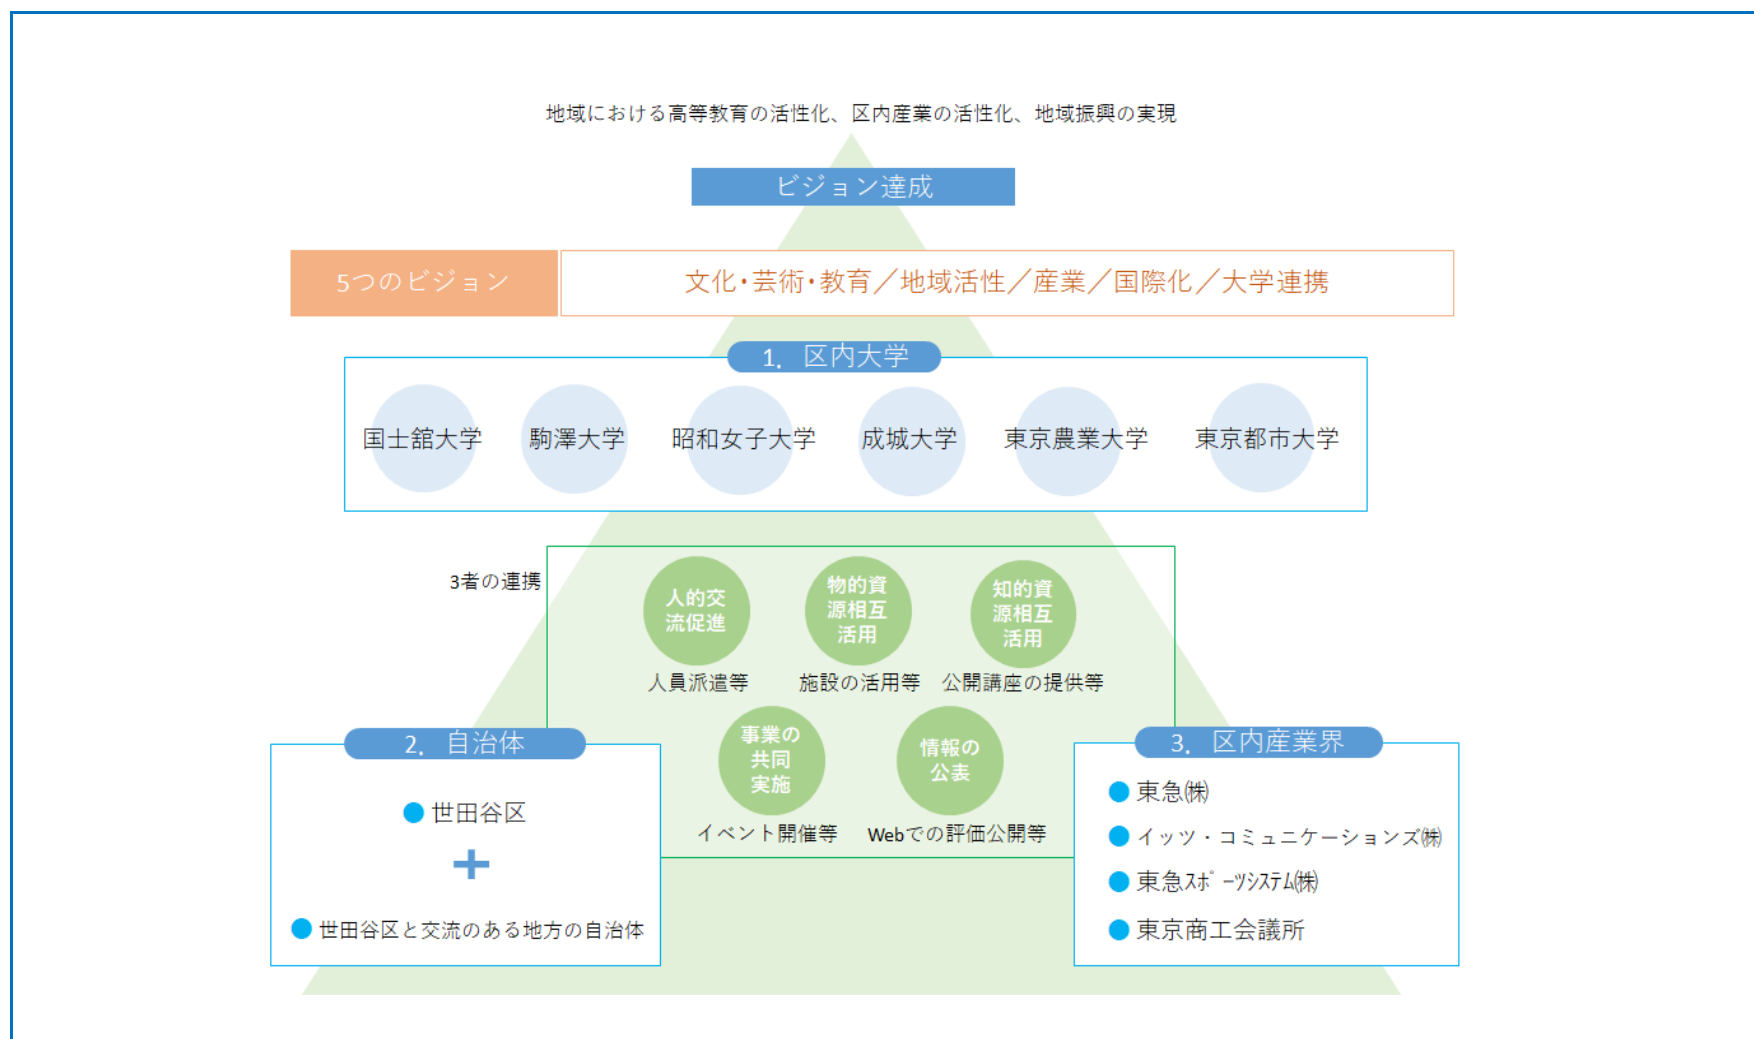 地域における高等教育の活性化、区内産業の活性化、地域振興の実現
ビジョン達成
5つのビジョン
文化・芸術・教育／地域活性／産業／国際化／大学連携
1．区内大学
国士舘大学
駒澤大学
昭和女子大学
成城大学
東京農業大学
東京都市大学
3者の連携
人的交
流促進
人員派遣等
物的資
源相互
活用
施設の活用等
知的資
源相互
活用
公開講座の提供等
事業の
共同
実施
イベント開催等
情報の
公表
Webでの評価公開等
2．自治体
●世田谷区
+
●世田谷区と交流のある地方の自治体
3．区内産業界
●東急㈱
●イッツ・コミュニケーションズ㈱
●東急ｽﾎﾟｰﾂｼｽﾃﾑ㈱
●東京商工会議所